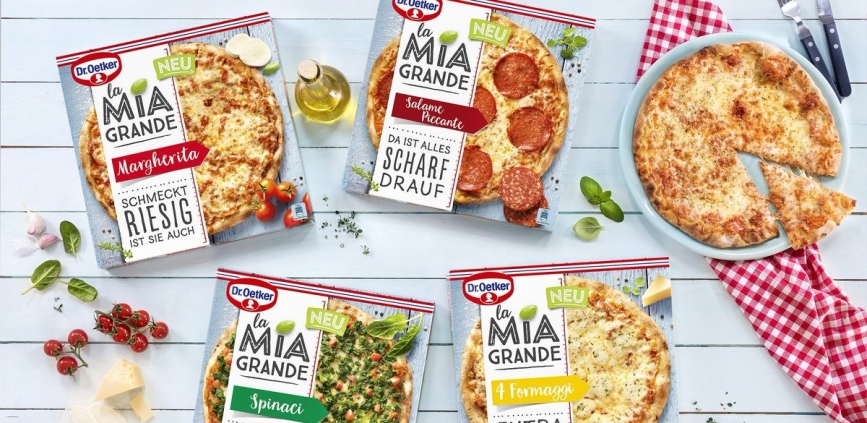 Dr.Oetker
NEU
la
MIA
GRANDE
Margherita
SCHMECKT
RIESIG
IST SIE AUCH
Dr.Oetker
NEU
la
MIA
GRANDE
Salame
Piccante
DA IST ALLES
SCHARF
DRAUF
Dr.Oetker
NEU
la
MIA
GRANDE
Spinaci
Dr.Oetker
NEU
la
MIA
GRANDE
4 Formaggi
EXTRA